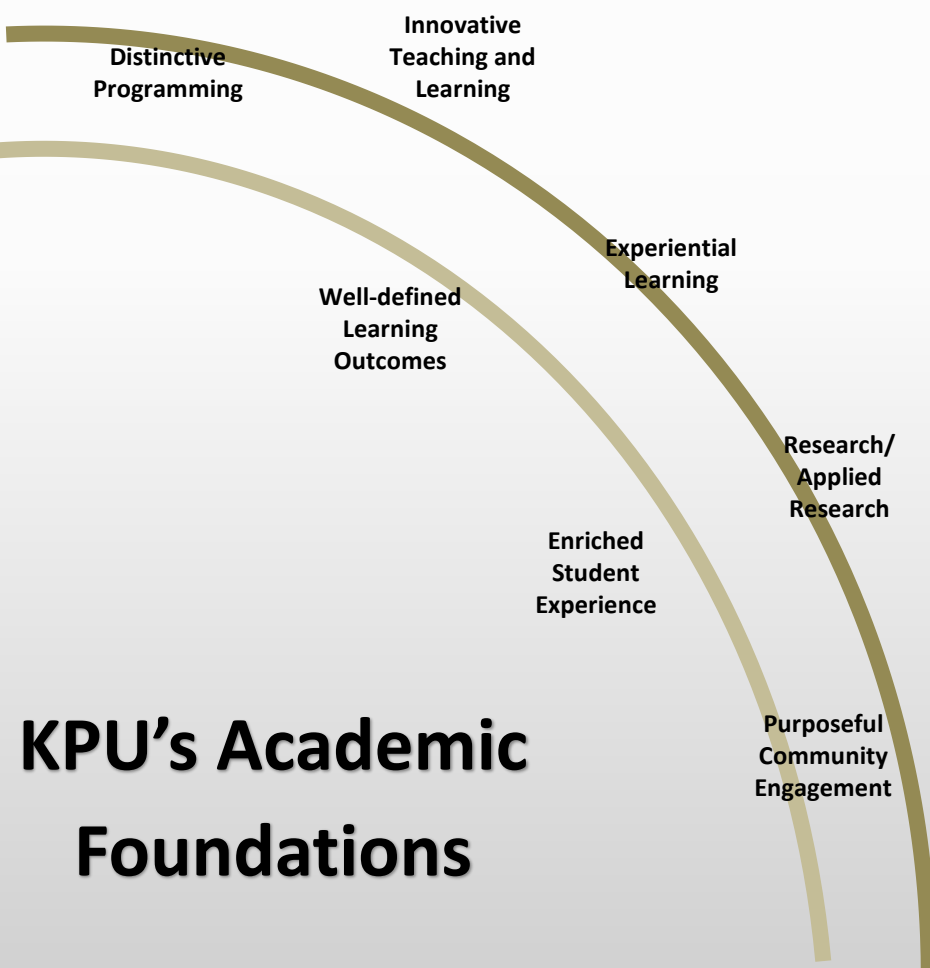 Innovative
Teaching and
Learning
Distinctive
Programming
Experiential
Learning
Well-defined
Learning
Outcomes
Research/
Applied
Research
Enriched
Student
Experience
Purposeful
Community
Engagement
KPU’s Academic
Foundations